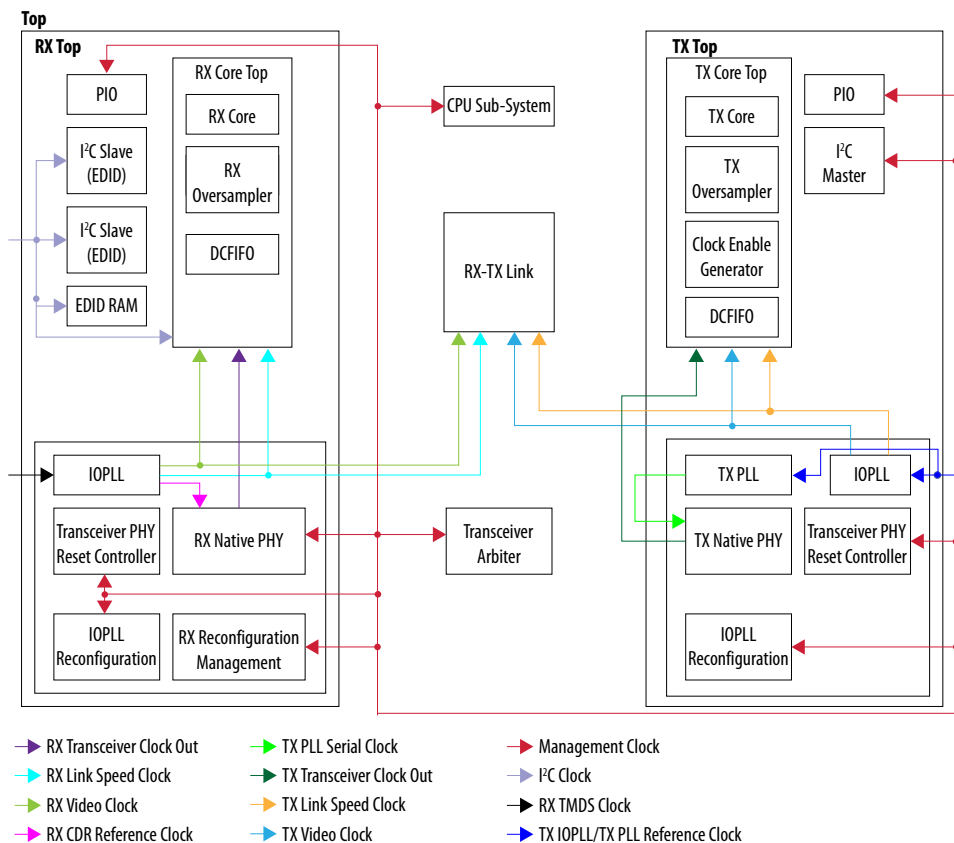 Top
RX Top
PIO
I²C Slave
(EDID)
I²C Slave
(EDID)
EDID RAM
RX Core Top
RX Core
RX
Oversampler
DCFIFO
CPU Sub-System
RX-TX Link
TX Top
TX Core Top
TX Core
TX
Oversampler
Clock Enable
Generator
DCFIFO
PIO
I²C
Master
IOPLL
Transceiver PHY
Reset Controller
RX Native PHY
IOPLL
Reconfiguration
RX Reconfiguration
Management
Transceiver
Arbiter
TX PLL
IOPLL
TX Native PHY
Transceiver PHY
Reset Controller
IOPLL
Reconfiguration
RX Transceiver Clock Out
RX Link Speed Clock
RX Video Clock
RX CDR Reference Clock
TX PLL Serial Clock
TX Transceiver Clock Out
TX Link Speed Clock
TX Video Clock
Management Clock
I²C Clock
RX TMDS Clock
TX IOPLL/TX PLL Reference Clock